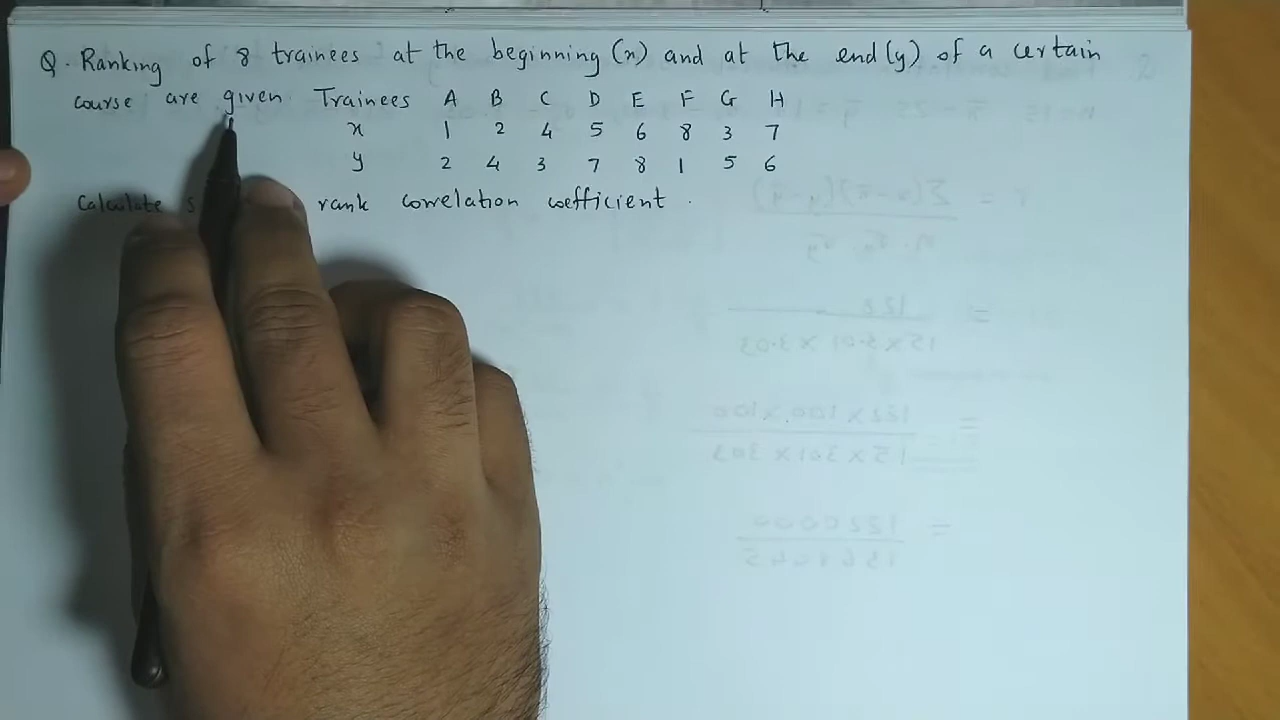 Q. Ranking of 8 trainees at the beginning (x) and at the end (y) of a certain
course are given Trainees A B C D E F G H
x 1 2 4 5 6 8 3 7
y 2 4 3 7 8 1 5 6
Calculate rank correlation coefficient.